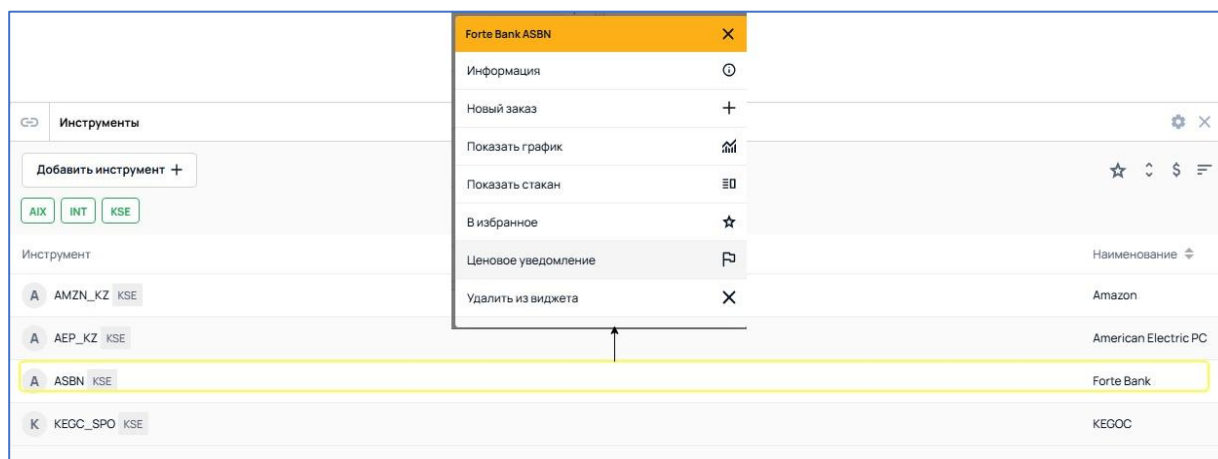 Forte Bank ASBN
Информация
Новый заказ
Показать график
Показать стакан
В избранное
Ценовое уведомление
Удалить из виджета
Инструменты
Добавить инструмент +
AIX INT KSE
$
Инструмент Наименование
A AMZN_KZ KSE Amazon
A AEP_KZ KSE American Electric PC
A ASBN KSE Forte Bank
K KEGC_SPO KSE KEGOC